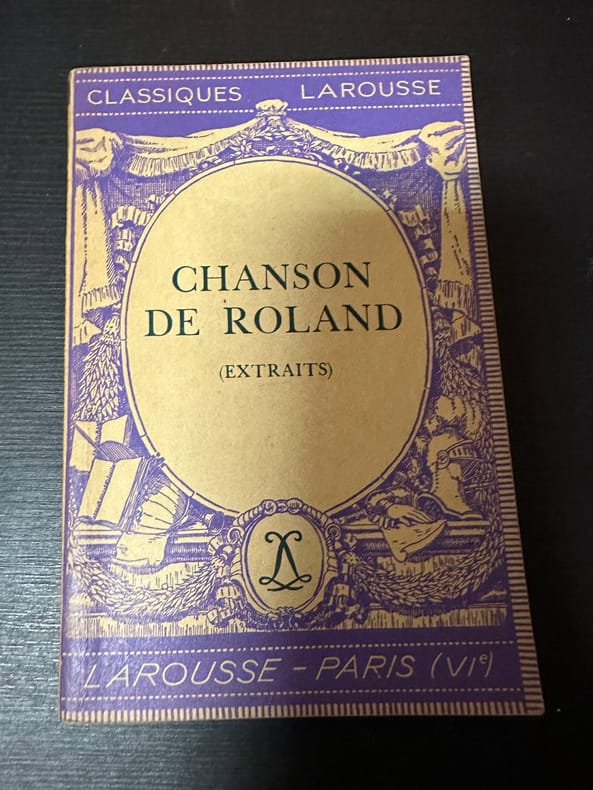 CLASSIQUES LAROUSSE
CHANSON
DE ROLAND
(EXTRAITS)
LAROUSSE - PARIS (VIe)